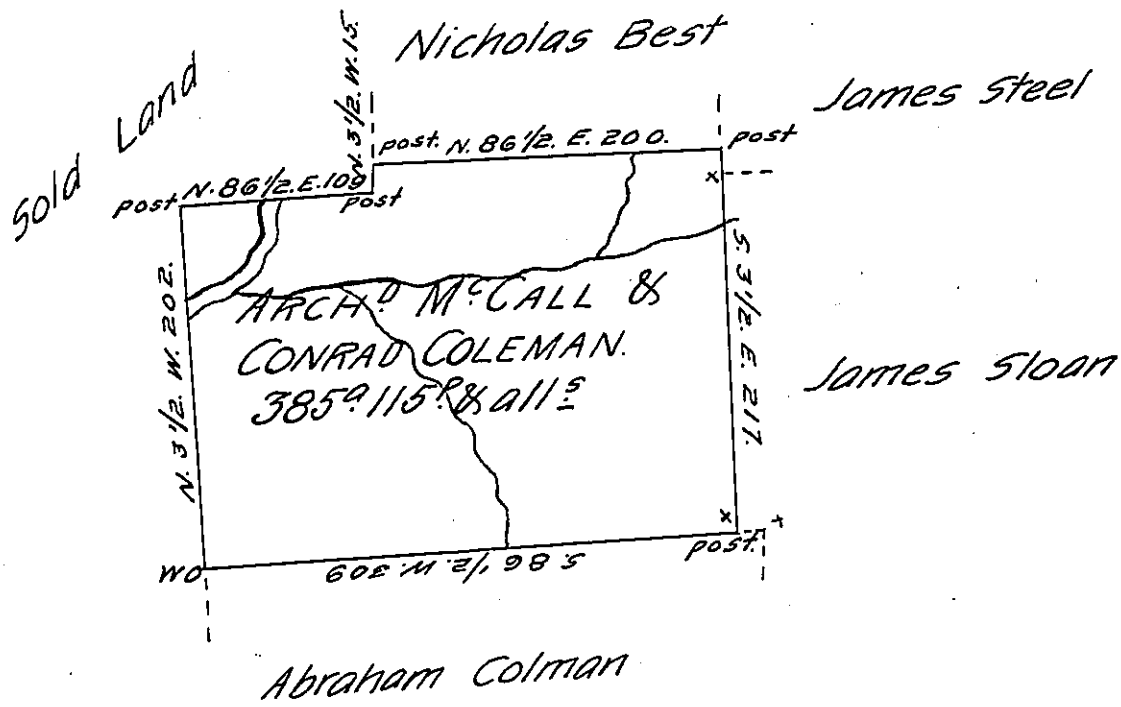 Nicholas Best
James Steel
Sold Land
N. 3 1/2. W. 15.
post. N. 86 1/2. E. 200.
post
post N. 86 1/2. E. 109
post
x
N. 3 1/2. W. 202.
ARCH.D McCALL &
CONRAD COLEMAN.
385a 115P. & all s
S. 3 1/2. E. 217.
James Sloan
x
+
post.
WO
S. 86 1/2. W. 309
Abraham Colman